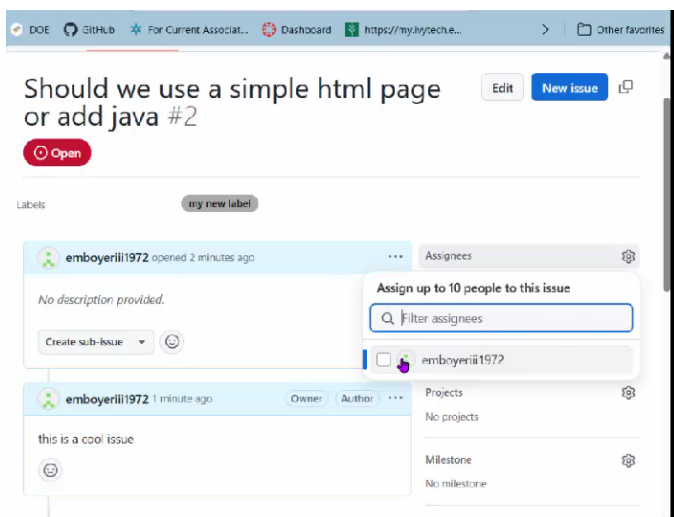 DOE GitHub For Current Associat... Dashboard https://my.ivytech.e... Other favorites
Should we use a simple html page
or add java #2
Edit New issue
Open
Labels my new label
emboyeriii1972 opened 2 minutes ago
Assignees
No description provided.
Assign up to 10 people to this issue
Filter assignees
Create sub-issue
emboyeriii1972
emboyeriii1972 1 minute ago Owner Author
Projects
No projects
this is a cool issue
Milestone
No milestone